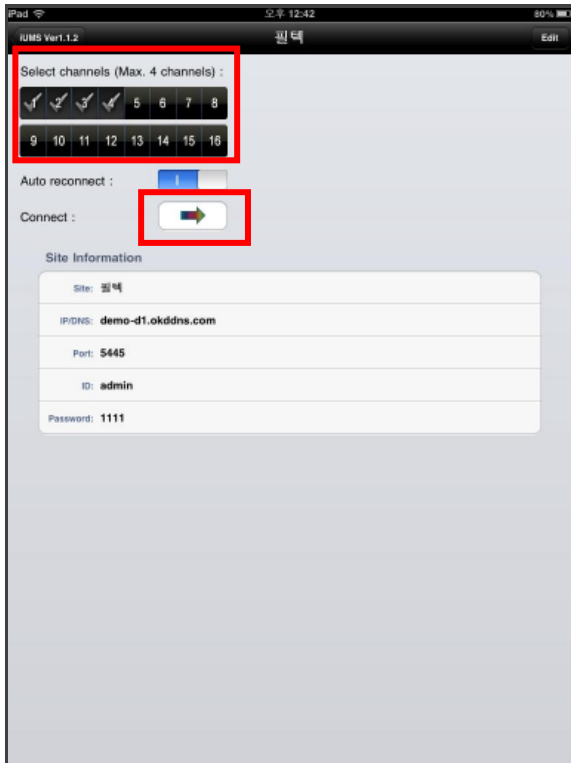 iPad 오후 12:42 80%
iUMS Ver1.1.2 필텍 Edit
Select channels (Max. 4 channels) :
1 2 3 4 5 6 7 8
9 10 11 12 13 14 15 16
Auto reconnect :
Connect :
Site Information
Site: 필텍
IP/DNS: demo-d1.okddns.com
Port: 5445
ID: admin
Password: 1111